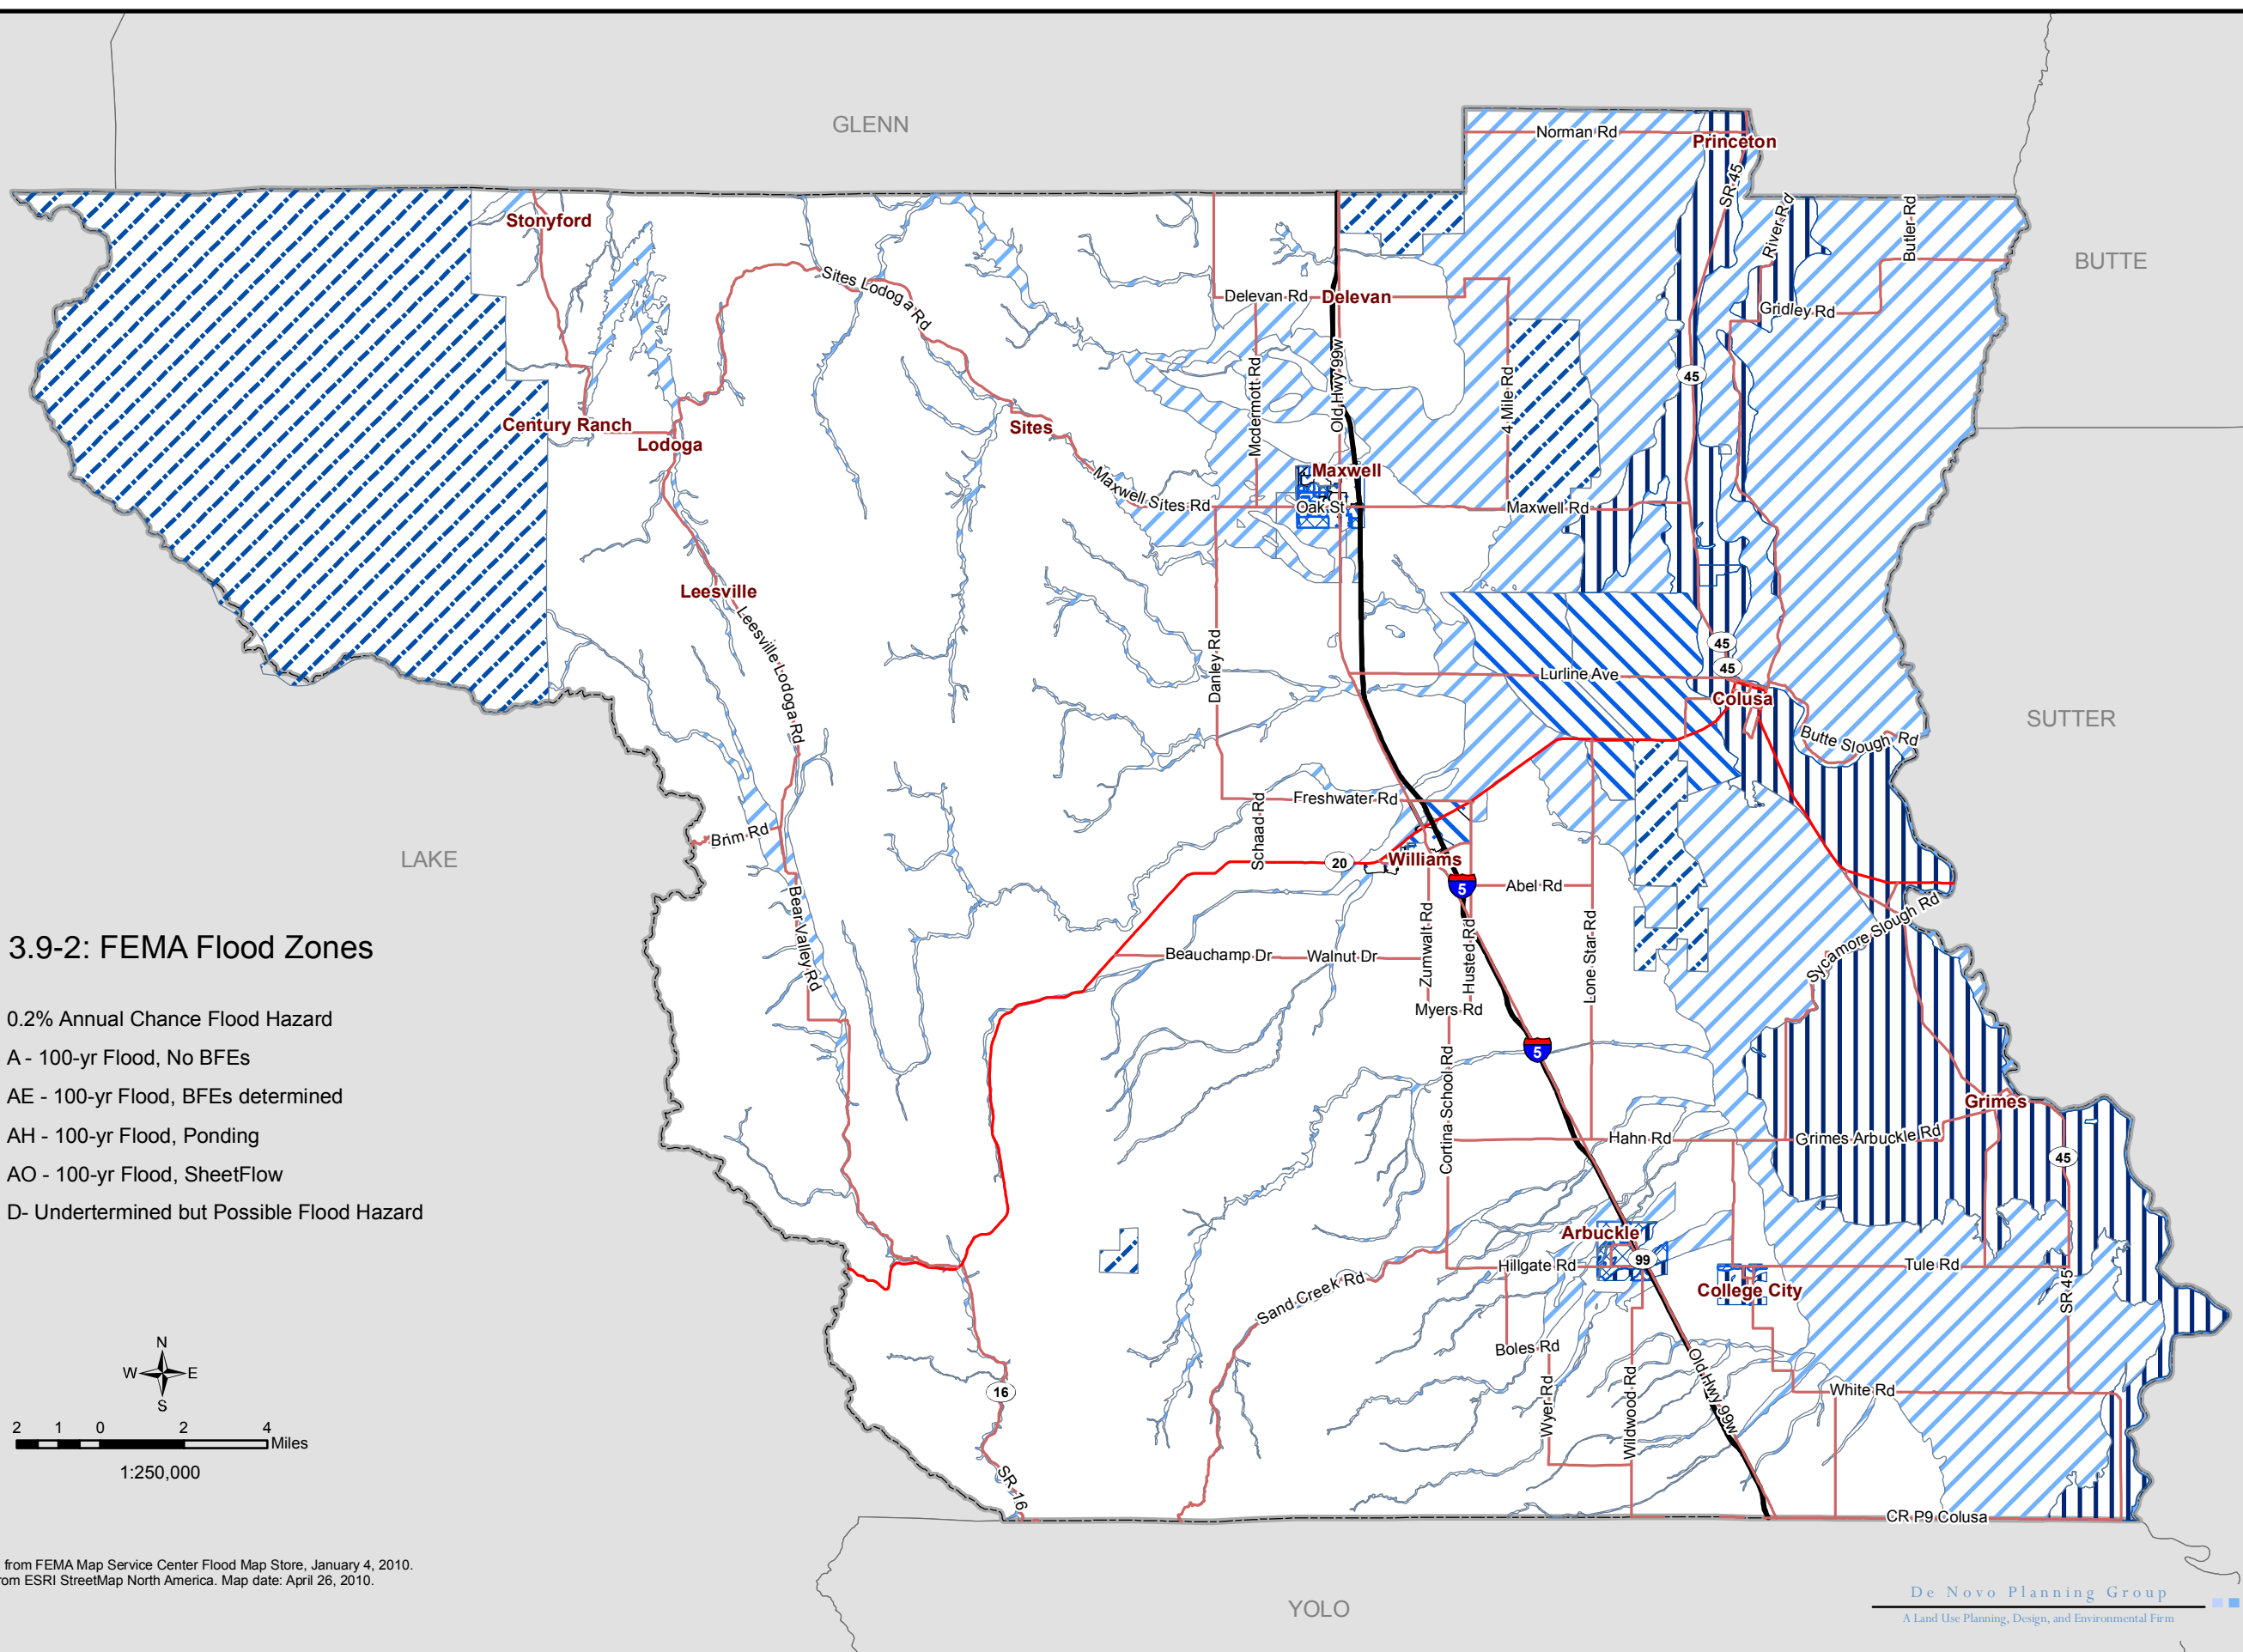 GLENN
Norman Rd
Princeton
SR 45
River Rd
Butler Rd
Stonyford
BUTTE
Sites Lodoga Rd
Delevan Rd
Delevan
Gridley Rd
Mcdermott Rd
Old Hwy 99w
4 Mile Rd
45
Century Ranch
Lodoga
Sites
Maxwell
Maxwell Sites Rd
Oak St
Maxwell Rd
Leesville
Leesville Lodoga Rd
Danley Rd
45
45
Lurline Ave
Colusa
SUTTER
Butte Slough Rd
Freshwater Rd
Schaad Rd
Brim Rd
LAKE
20
Williams
5
Abel Rd
Bear Valley Rd
Zumwalt Rd
Husted Rd
Lone Star Rd
Sycamore Slough Rd
3.9-2: FEMA Flood Zones
Beauchamp Dr
Walnut Dr
Myers Rd
0.2% Annual Chance Flood Hazard
A - 100-yr Flood, No BFEs
5
AE - 100-yr Flood, BFEs determined
Cortina School Rd
Grimes
AH - 100-yr Flood, Ponding
Hahn Rd
Grimes Arbuckle Rd
45
AO - 100-yr Flood, SheetFlow
D- Undertermined but Possible Flood Hazard
Arbuckle
99
Hillgate Rd
Tule Rd
Sand Creek Rd
College City
SR 45
N
W
E
S
Boles Rd
Old Hwy 99w
16
Wyer Rd
Wildwood Rd
White Rd
2 1 0 2 4
Miles
1:250,000
SR 16
CR P9 Colusa
from FEMA Map Service Center Flood Map Store, January 4, 2010.
om ESRI StreetMap North America. Map date: April 26, 2010.
YOLO
De Novo Planning Group
A Land Use Planning, Design, and Environmental Firm